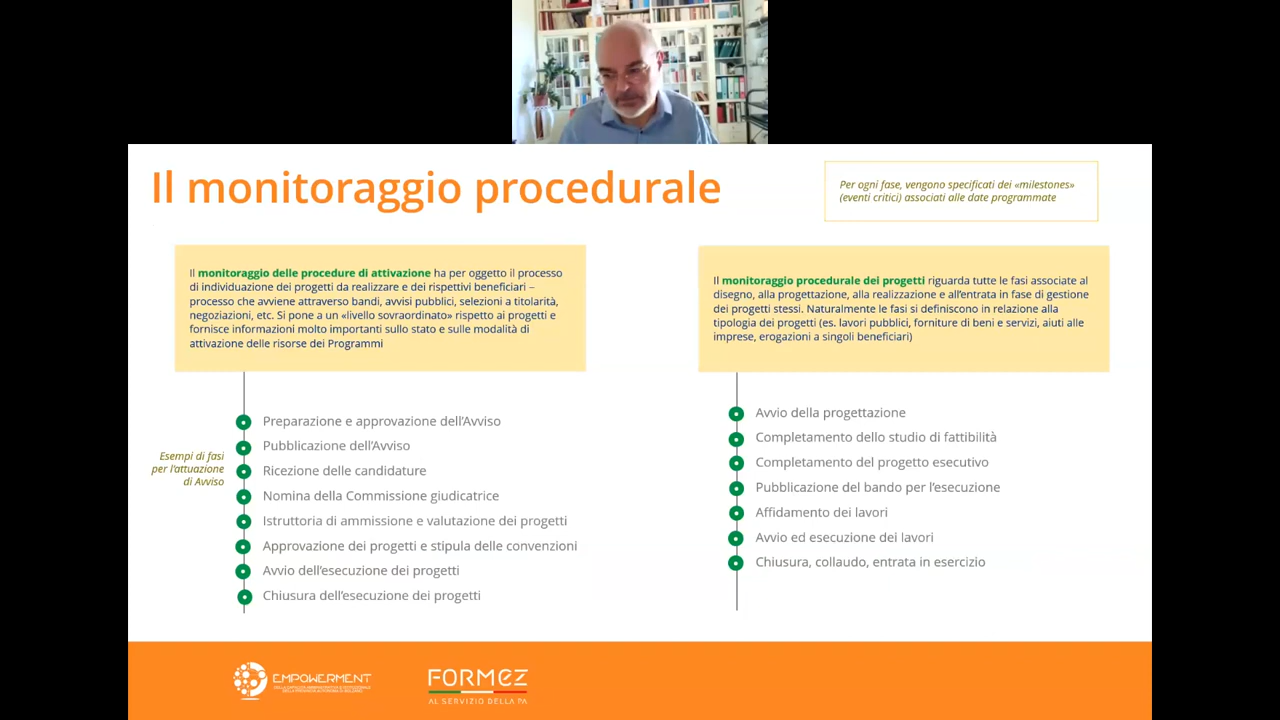 Il monitoraggio procedurale
Per ogni fase, vengono specificati dei «milestones»
(eventi critici) associati alle date programmate
Il monitoraggio delle procedure di attivazione ha per oggetto il processo
di individuazione dei progetti da realizzare e dei rispettivi beneficiari –
processo che avviene attraverso bandi, avvisi pubblici, selezioni a titolarità,
negoziazioni, etc. Si pone a un «livello sovraordinato» rispetto ai progetti e
fornisce informazioni molto importanti sullo stato e sulle modalità di
attivazione delle risorse dei Programmi
Il monitoraggio procedurale dei progetti riguarda tutte le fasi associate al
disegno, alla progettazione, alla realizzazione e all'entrata in fase di gestione
dei progetti stessi. Naturalmente le fasi si definiscono in relazione alla
tipologia dei progetti (es. lavori pubblici, forniture di beni e servizi, aiuti alle
imprese, erogazioni a singoli beneficiari)
Esempi di fasi
per l'attuazione
di Avviso
Preparazione e approvazione dell'Avviso
Pubblicazione dell'Avviso
Ricezione delle candidature
Nomina della Commissione giudicatrice
Istruttoria di ammissione e valutazione dei progetti
Approvazione dei progetti e stipula delle convenzioni
Avvio dell'esecuzione dei progetti
Chiusura dell'esecuzione dei progetti
Avvio della progettazione
Completamento dello studio di fattibilità
Completamento del progetto esecutivo
Pubblicazione del bando per l'esecuzione
Affidamento dei lavori
Avvio ed esecuzione dei lavori
Chiusura, collaudo, entrata in esercizio
EMPOWERMENT
FORMEZ
AL SERVIZIO DELLA PA